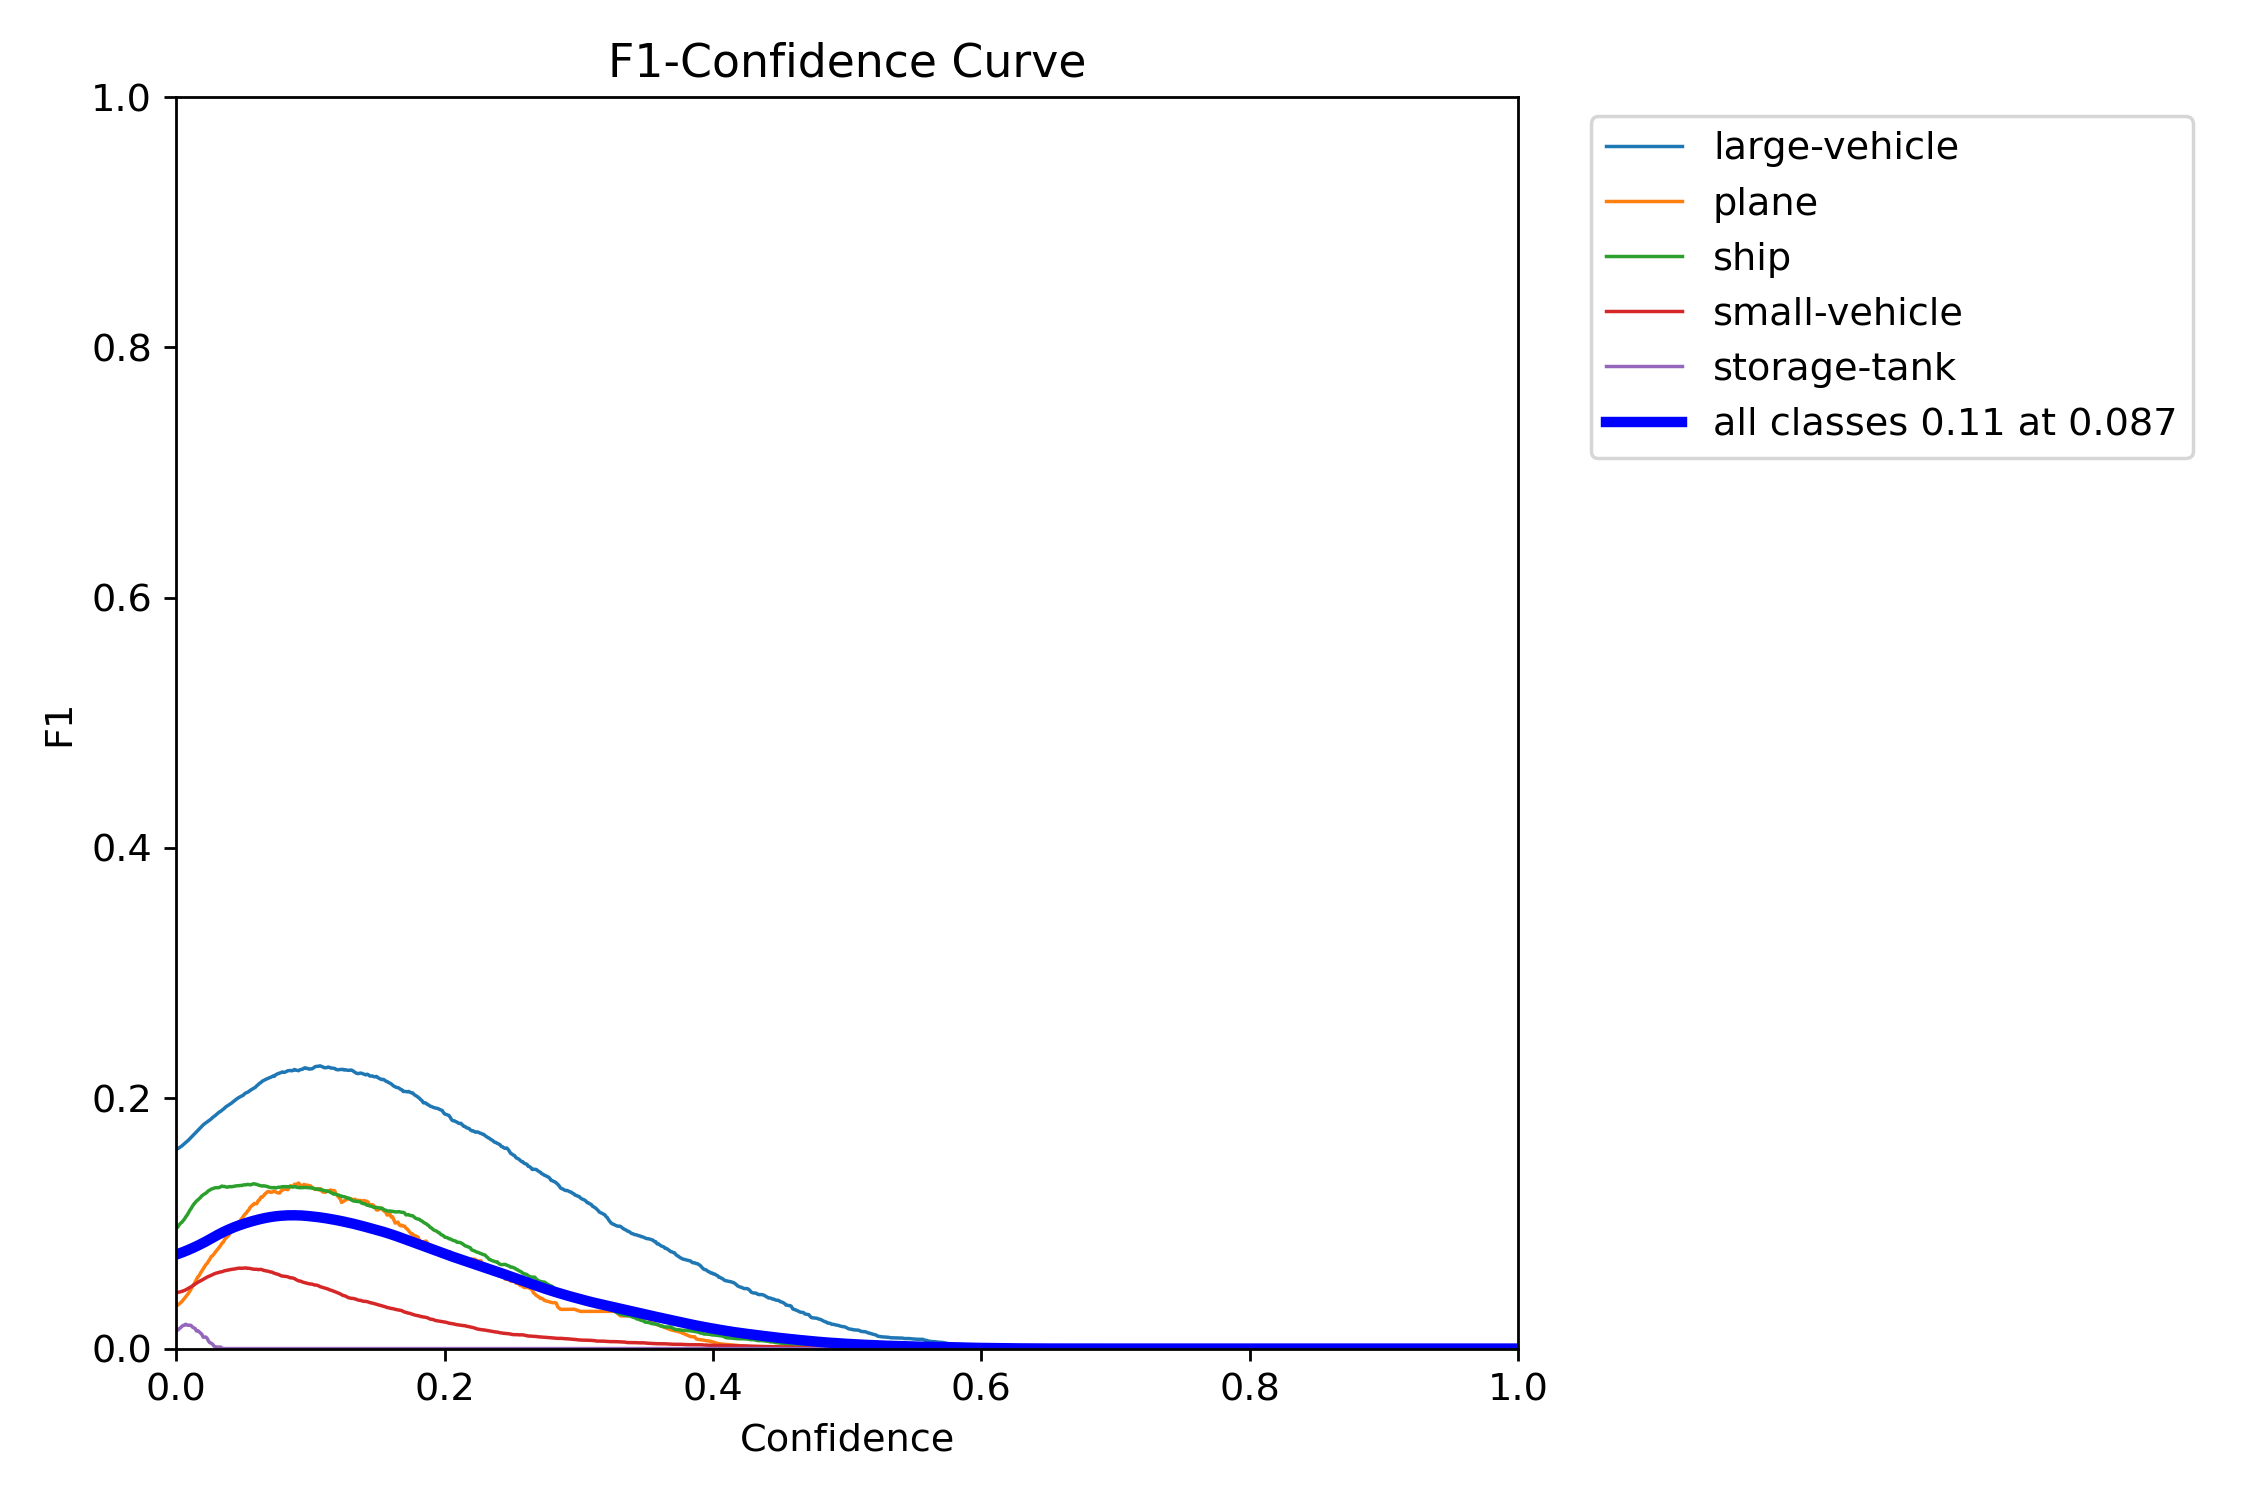 F1-Confidence Curve
1.0
0.8
0.6
0.4
0.2
0.0
F1
0.0 0.2 0.4 0.6 0.8 1.0
Confidence
large-vehicle
plane
ship
small-vehicle
storage-tank
all classes 0.11 at 0.087